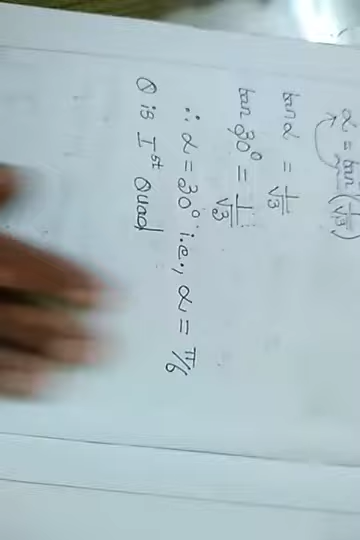 α = tan⁻¹(1/√3)
tan α = 1/√3
tan 30° = 1/√3
∴ α = 30° i.e., α = π/6
θ is Iˢᵗ Quad